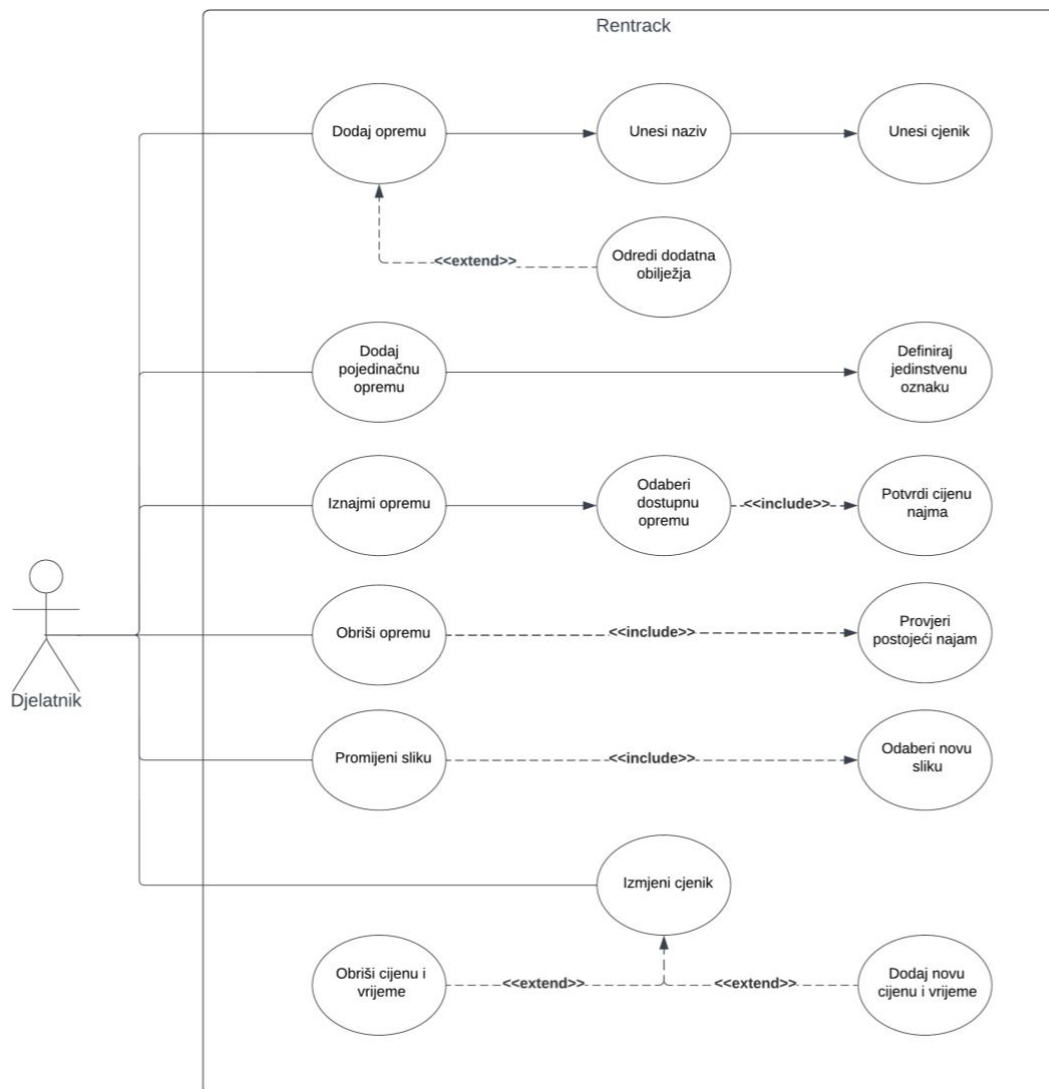 Rentrack
Dodaj opremu
Unesi naziv
Unesi cjenik
<<extend>>
Odredi dodatna
obilježja
Dodaj
pojedinačnu
opremu
Definiraj
jedinstvenu
oznaku
Iznajmi opremu
Odaberi
dostupnu
opremu
<<include>>
Potvrdi cijenu
najma
Obriši opremu
<<include>>
Provjeri
postojeći najam
Djelatnik
Promijeni sliku
<<include>>
Odaberi novu
sliku
Izmjeni cjenik
Obriši cijenu i
vrijeme
<<extend>>
<<extend>>
Dodaj novu
cijenu i vrijeme